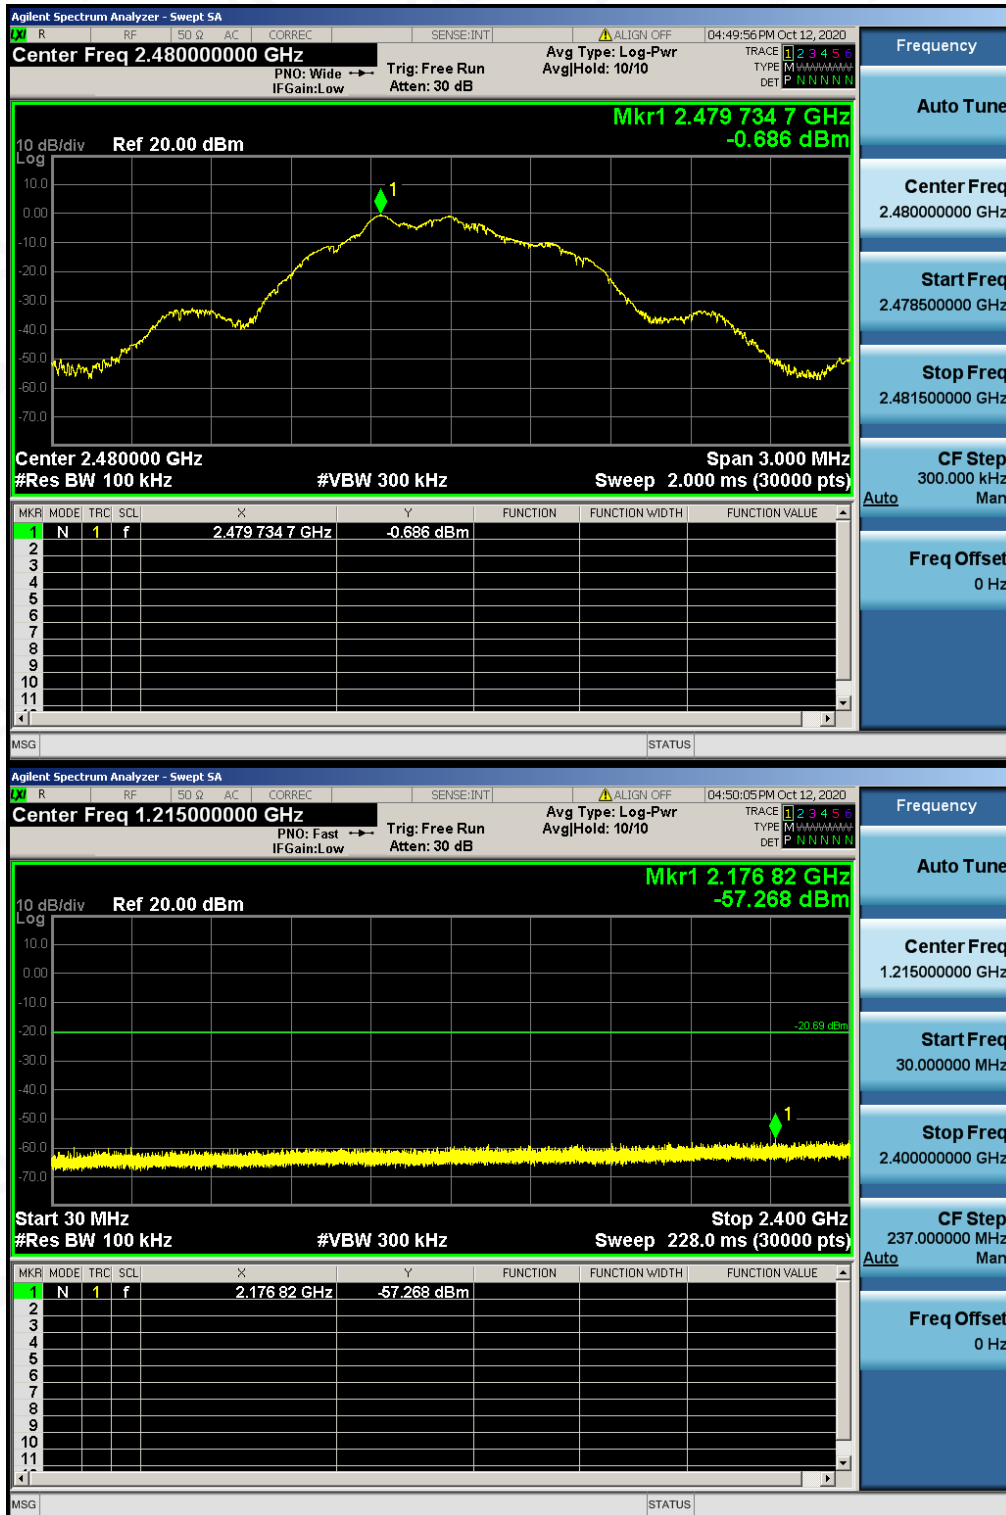 Agilent Spectrum Analyzer - Swept SA
LXI R RF 50 Ω AC CORREC SENSE:INT ALIGN OFF 04:49:56 PM Oct 12, 2020
Center Freq 2.480000000 GHz
PNO: Wide
IFGain:Low
Trig: Free Run
Atten: 30 dB
Avg Type: Log-Pwr
Avg|Hold: 10/10
TRACE 1 2 3 4 5 6
TYPE M WWWWW
DET P N N N N N
Frequency
Mkr1 2.479 734 7 GHz
-0.686 dBm
10 dB/div Ref 20.00 dBm
Log
10.0
0.00
-10.0
-20.0
-30.0
-40.0
-50.0
-60.0
-70.0
1
Center 2.480000 GHz Span 3.000 MHz
#Res BW 100 kHz #VBW 300 kHz Sweep 2.000 ms (30000 pts)
MKR MODE TRC SCL X Y FUNCTION FUNCTION WIDTH FUNCTION VALUE
1 N 1 f 2.479 734 7 GHz -0.686 dBm
2
3
4
5
6
7
8
9
10
11
MSG STATUS
Auto Tune
Center Freq
2.480000000 GHz
Start Freq
2.478500000 GHz
Stop Freq
2.481500000 GHz
CF Step
300.000 kHz
Auto Man
Freq Offset
0 Hz
Agilent Spectrum Analyzer - Swept SA
LXI R RF 50 Ω AC CORREC SENSE:INT ALIGN OFF 04:50:05 PM Oct 12, 2020
Center Freq 1.215000000 GHz
PNO: Fast
IFGain:Low
Trig: Free Run
Atten: 30 dB
Avg Type: Log-Pwr
Avg|Hold: 10/10
TRACE 1 2 3 4 5 6
TYPE M WWWWW
DET P N N N N N
Frequency
Mkr1 2.176 82 GHz
-57.268 dBm
10 dB/div Ref 20.00 dBm
Log
10.0
0.00
-10.0
-20.0
-30.0
-40.0
-50.0
-60.0
-70.0
-20.69 dBm
1
Start 30 MHz Stop 2.400 GHz
#Res BW 100 kHz #VBW 300 kHz Sweep 228.0 ms (30000 pts)
MKR MODE TRC SCL X Y FUNCTION FUNCTION WIDTH FUNCTION VALUE
1 N 1 f 2.176 82 GHz -57.268 dBm
2
3
4
5
6
7
8
9
10
11
MSG STATUS
Auto Tune
Center Freq
1.215000000 GHz
Start Freq
30.000000 MHz
Stop Freq
2.400000000 GHz
CF Step
237.000000 MHz
Auto Man
Freq Offset
0 Hz